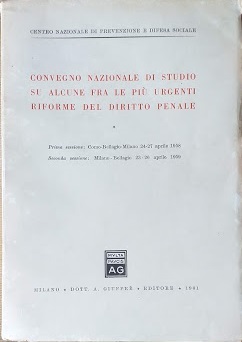 CENTRO NAZIONALE DI PREVENZIONE E DIFESA SOCIALE
CONVEGNO NAZIONALE DI STUDIO
SU ALCUNE FRA LE PIÙ URGENTI
RIFORME DEL DIRITTO PENALE
Prima sessione: Como-Bellagio-Milano 24-27 aprile 1958
Seconda sessione: Milano-Bellagio 25-26 aprile 1959
MVLTA
PAVCIS
AG
MILANO - DOTT. A. GIUFFRÈ - EDITORE - 1961